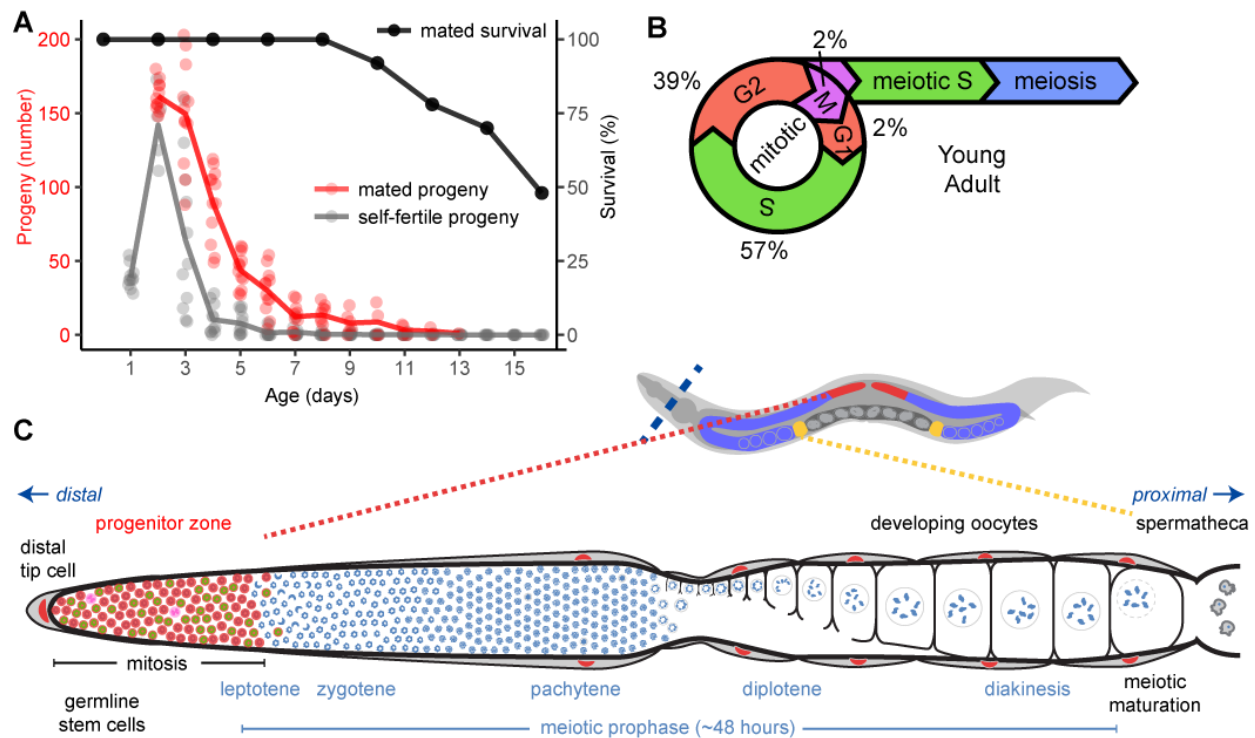 A
200
150
100
50
0
Progeny (number)
mated survival
mated progeny
self-fertile progeny
100
75
50
25
0
Survival (%)
1
3
5
7
9
11
13
15
Age (days)
B
2%
39%
G2
M
G1
2%
mitotic
S
57%
meiotic S
meiosis
Young
Adult
C
distal
proximal
progenitor zone
developing oocytes
spermatheca
distal
tip cell
mitosis
germline
stem cells
leptotene
zygotene
pachytene
diplotene
diakinesis
meiotic
maturation
meiotic prophase (~48 hours)